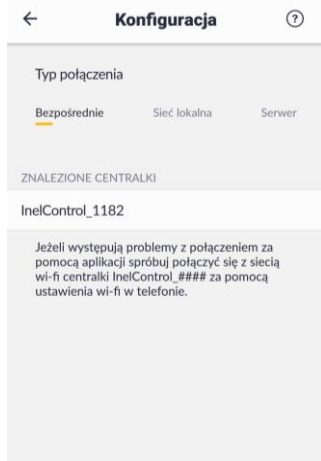 Konfiguracja
Typ połączenia
Bezpośrednie Sieć lokalna Serwer
ZNALEZIONE CENTRALKI
InelControl_1182
Jeżeli występują problemy z połączeniem za
pomocą aplikacji spróbuj połączyć się z siecią
wi-fi centralki InelControl_#### za pomocą
ustawienia wi-fi w telefonie.